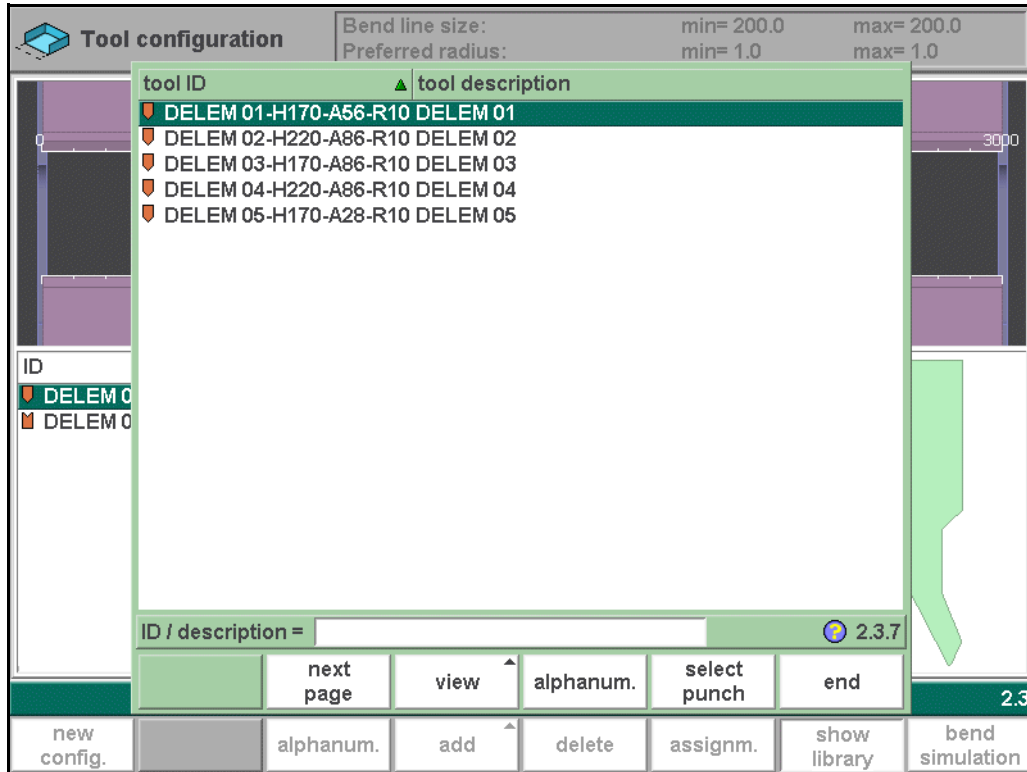 Tool configuration
Bend line size: min= 200.0 max= 200.0
Preferred radius: min= 1.0 max= 1.0
tool ID tool description
DELEM 01-H170-A56-R10 DELEM 01
DELEM 02-H220-A86-R10 DELEM 02
DELEM 03-H170-A86-R10 DELEM 03
DELEM 04-H220-A86-R10 DELEM 04
DELEM 05-H170-A28-R10 DELEM 05
0 3000
ID
DELEM 0
DELEM 0
ID / description = ? 2.3.7
next page
view
alphanum.
select punch
end
2.3
new config.
alphanum.
add
delete
assignm.
show library
bend simulation